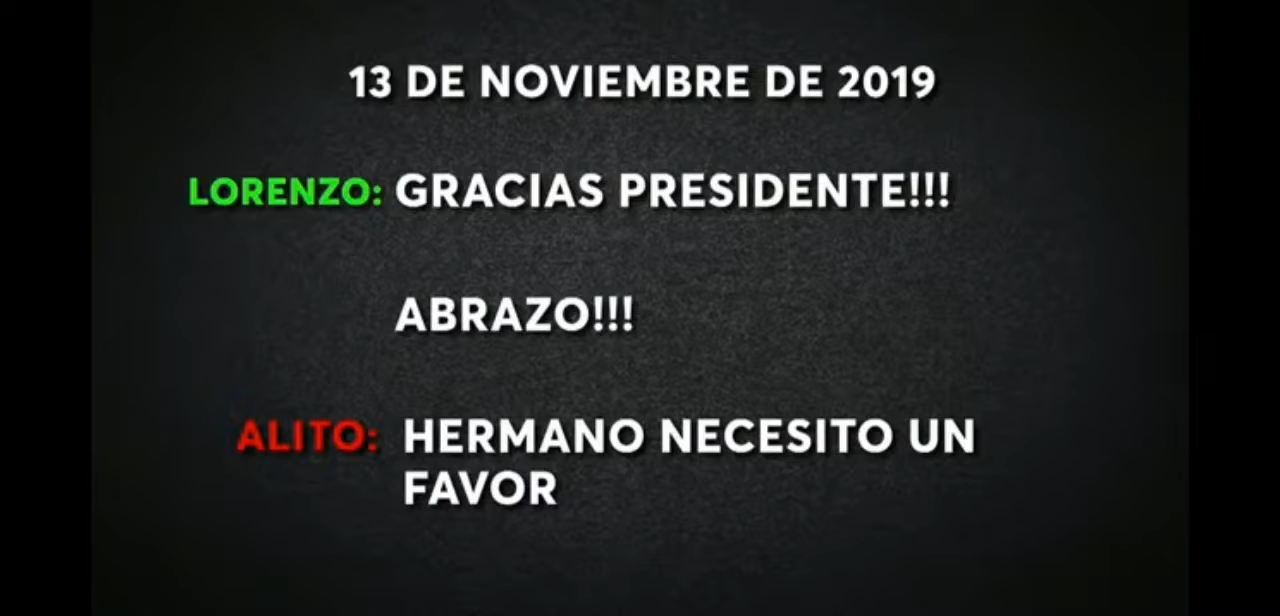 13 DE NOVIEMBRE DE 2019
LORENZO: GRACIAS PRESIDENTE!!!
ABRAZO!!!
ALITO: HERMANO NECESITO UN
FAVOR